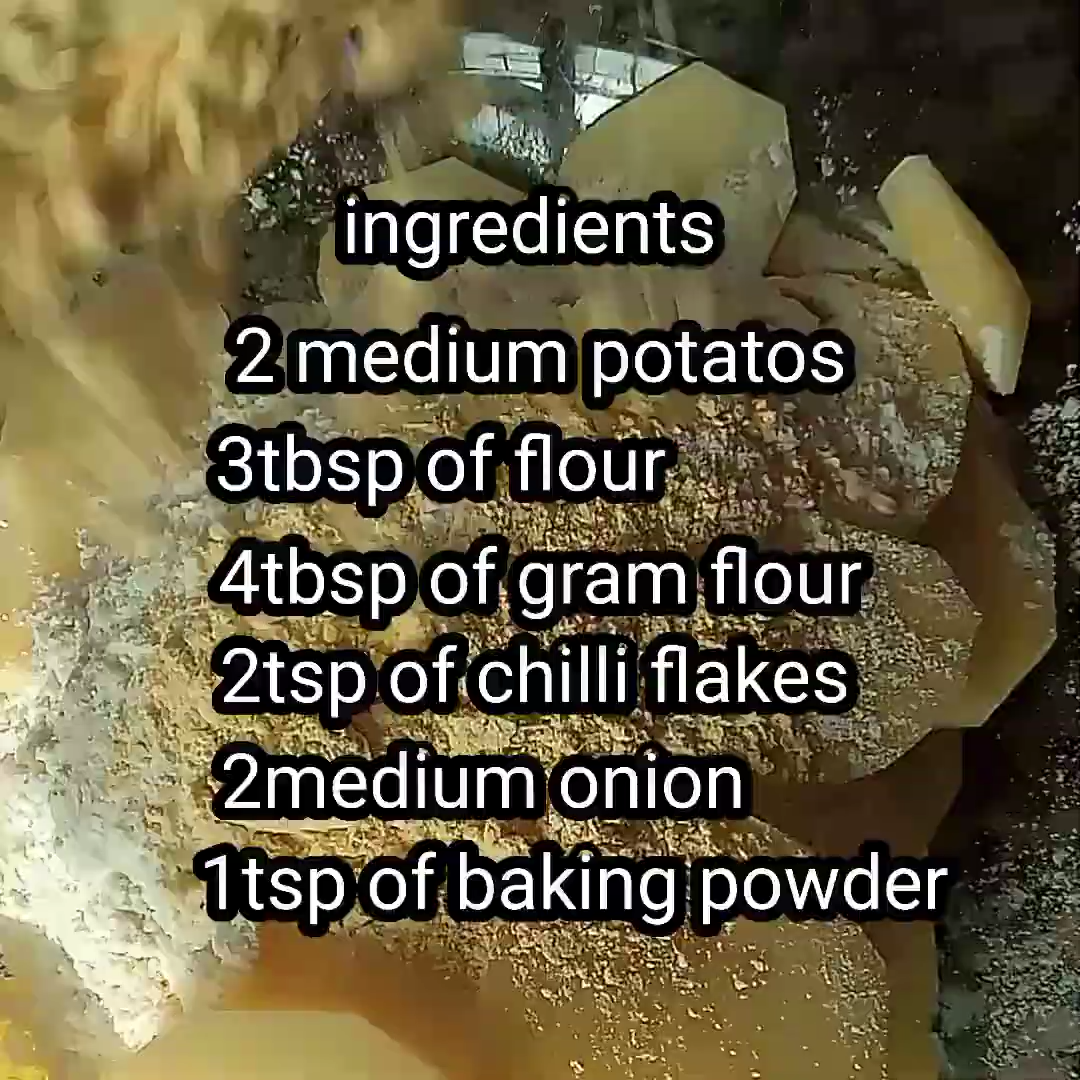 ingredients
2 medium potatos
3tbsp of flour
4tbsp of gram flour
2tsp of chilli flakes
2medium onion
1tsp of baking powder